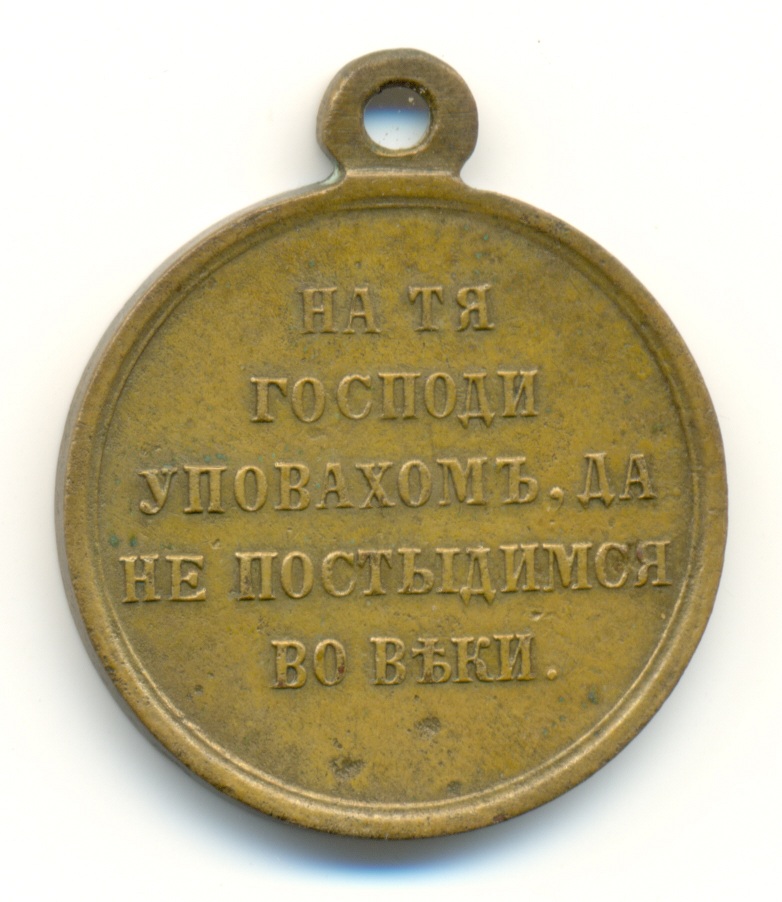 НА ТЯ
ГОСПОДИ
УПОВАХОМЪ, ДА
НЕ ПОСТЫДИМСЯ
ВО ВѢКИ.